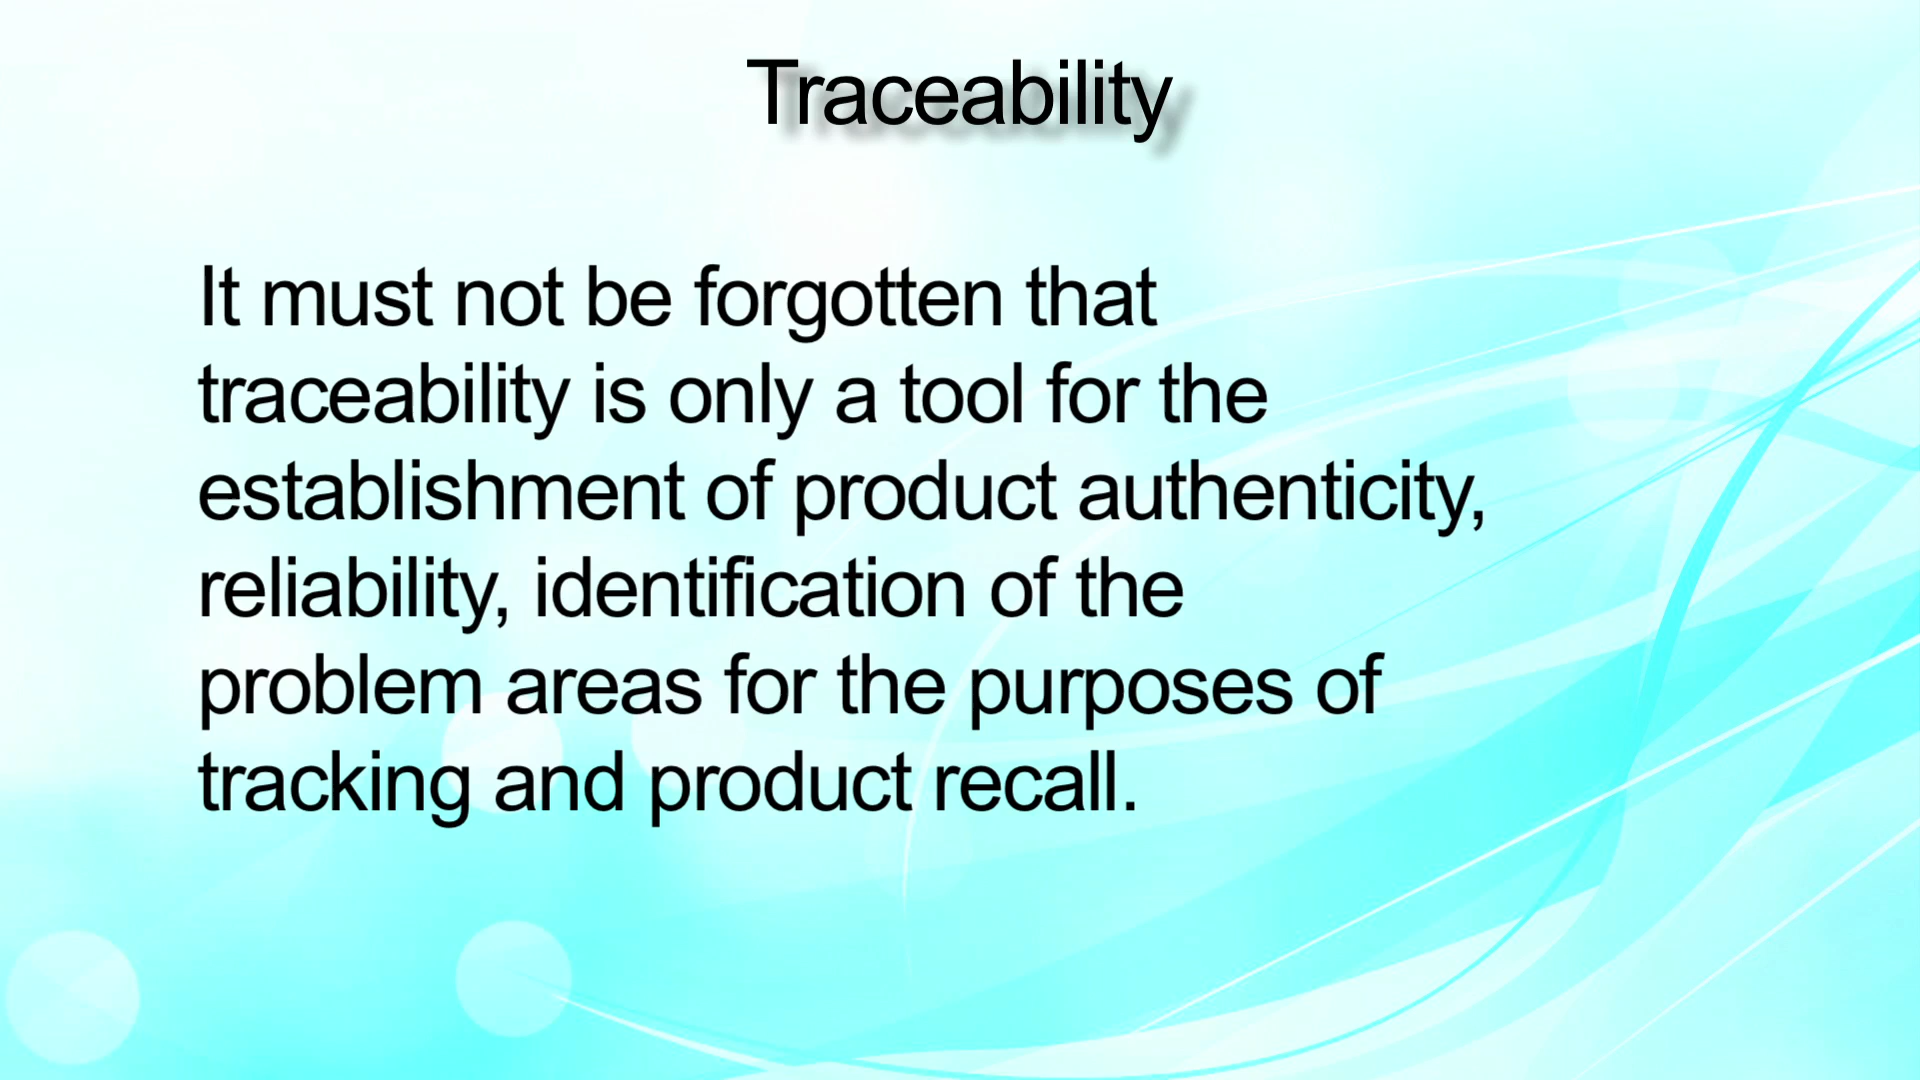 Traceability
It must not be forgotten that
traceability is only a tool for the
establishment of product authenticity,
reliability, identification of the
problem areas for the purposes of
tracking and product recall.